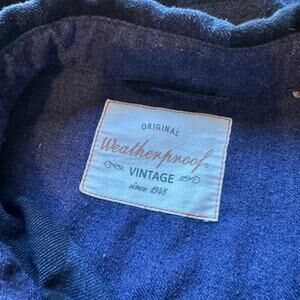 ORIGINAL
Weatherproof
VINTAGE
since 1948